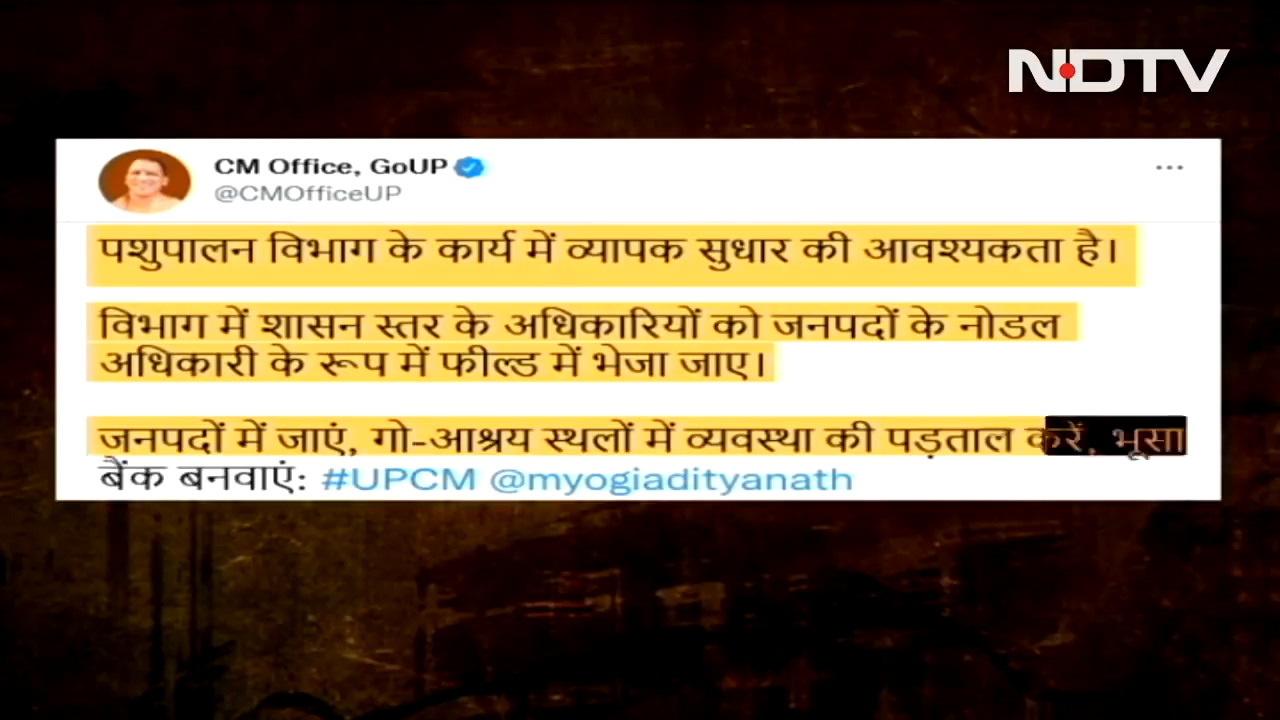 NDTV
CM Office, GoUP
@CMOfficeUP
पशुपालन विभाग के कार्य में व्यापक सुधार की आवश्यकता है।
विभाग में शासन स्तर के अधिकारियों को जनपदों के नोडल
अधिकारी के रूप में फील्ड में भेजा जाए।
जनपदों में जाएं, गो-आश्रय स्थलों में व्यवस्था की पड़ताल करें, भूसा
बैंक बनवाएं: #UPCM @myogiadityanath